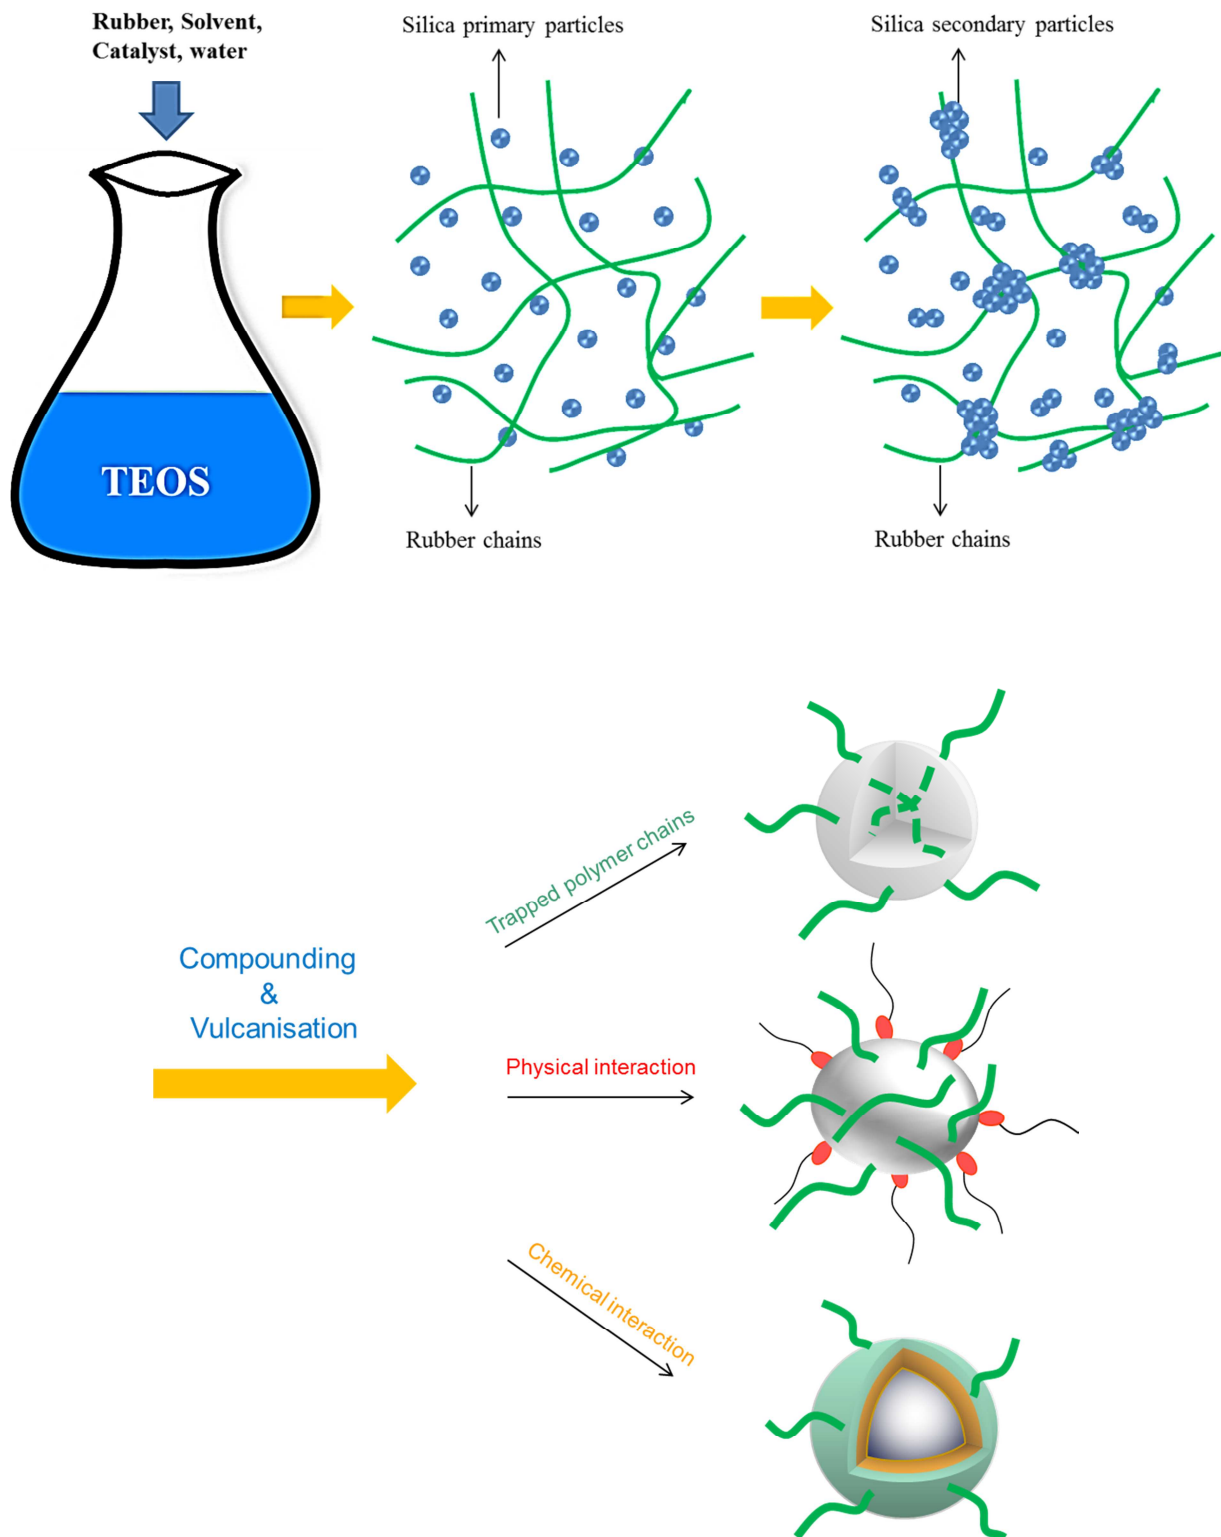 Rubber, Solvent,
Catalyst, water
Silica primary particles
Silica secondary particles
TEOS
Rubber chains
Rubber chains
Trapped polymer chains
Compounding
&
Vulcanisation
Physical interaction
Chemical interaction